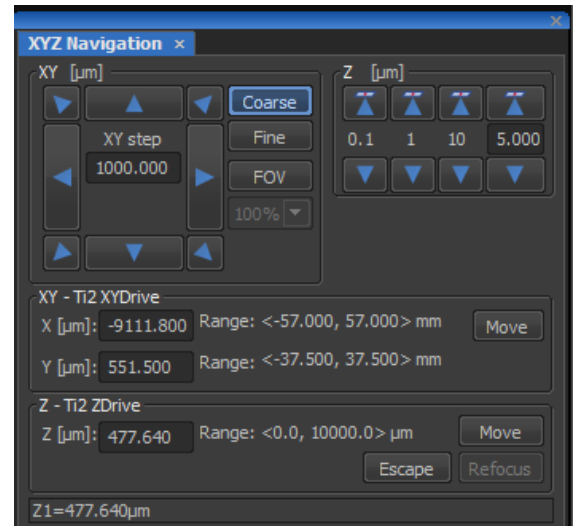 XYZ Navigation ×
XY [µm]
Coarse
XY step
1000.000
Fine
FOV
100%
Z [µm]
0.1 1 10 5.000
XY - Ti2 XYDrive
X [µm]: -9111.800 Range: <-57.000, 57.000> mm Move
Y [µm]: 551.500 Range: <-37.500, 37.500> mm
Z - Ti2 ZDrive
Z [µm]: 477.640 Range: <0.0, 10000.0> µm Move
Escape Refocus
Z1=477.640µm